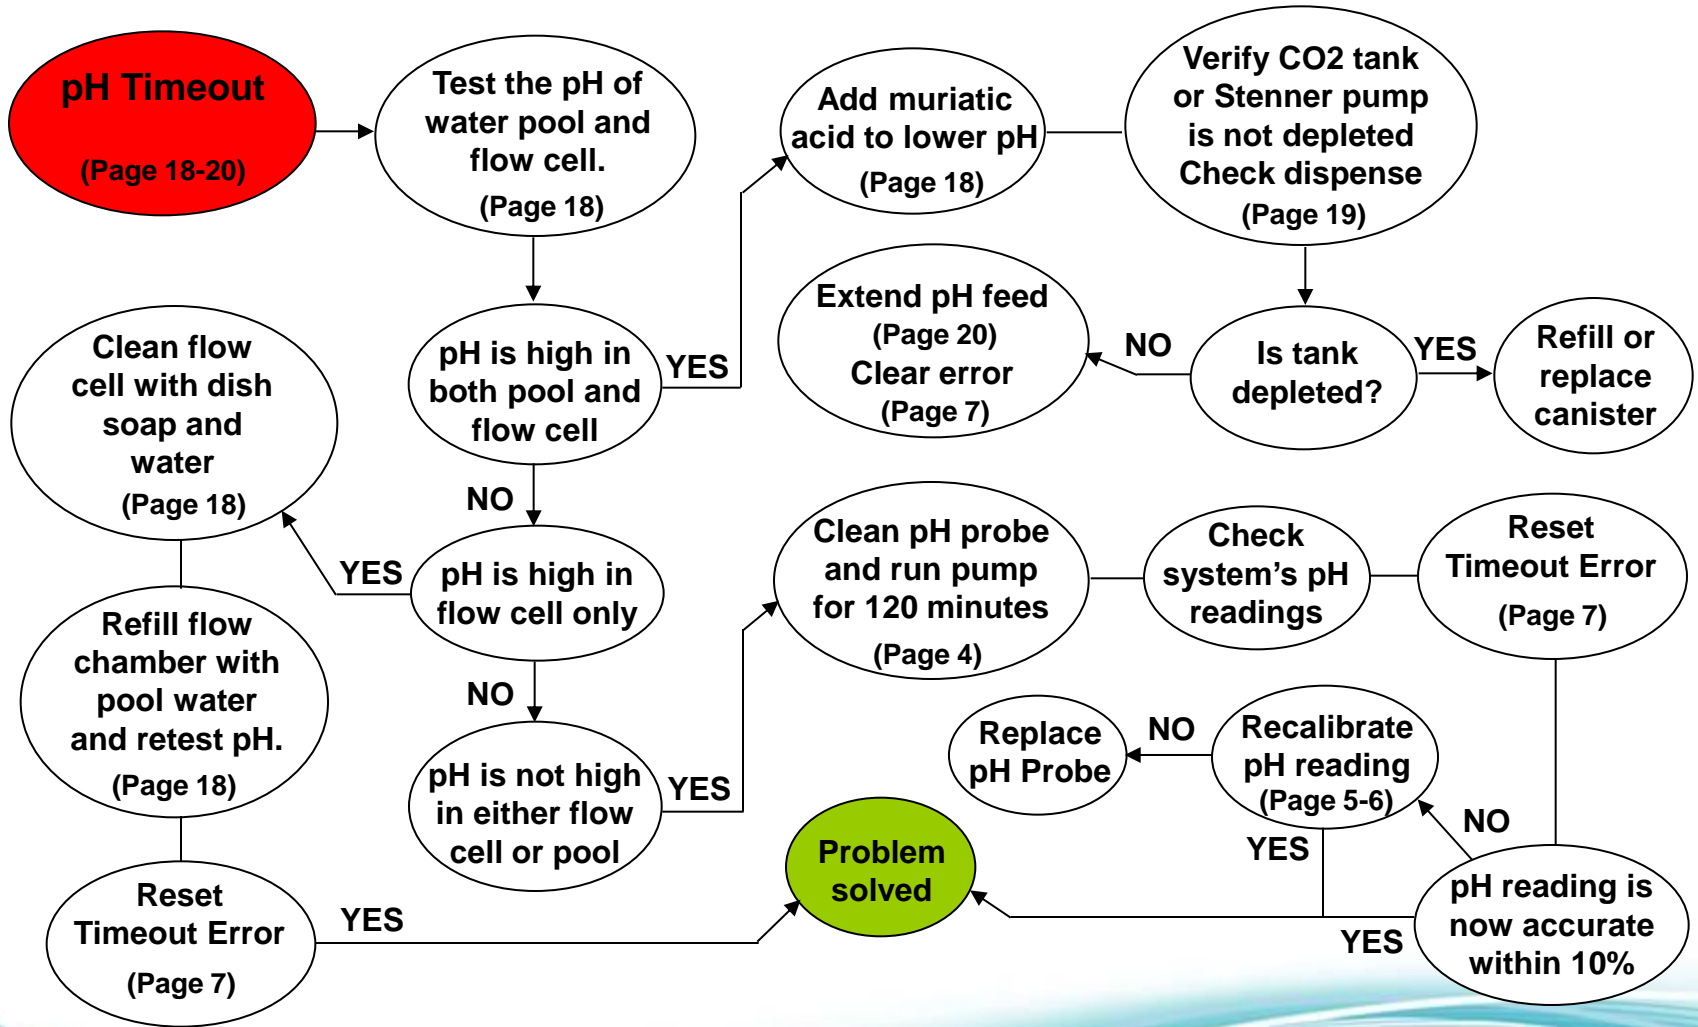 pH Timeout
(Page 18-20)
Test the pH of
water pool and
flow cell.
(Page 18)
Add muriatic
acid to lower pH
(Page 18)
Verify CO2 tank
or Stenner pump
is not depleted
Check dispense
(Page 19)
pH is high in
both pool and
flow cell
YES
Extend pH feed
(Page 20)
Clear error
(Page 7)
NO
Is tank
depleted?
YES
Refill or
replace
canister
Clean flow
cell with dish
soap and
water
(Page 18)
NO
YES
pH is high in
flow cell only
Clean pH probe
and run pump
for 120 minutes
(Page 4)
Check
system's pH
readings
Reset
Timeout Error
(Page 7)
Refill flow
chamber with
pool water
and retest pH.
(Page 18)
NO
pH is not high
in either flow
cell or pool
YES
Replace
pH Probe
NO
Recalibrate
pH reading
(Page 5-6)
NO
YES
Problem
solved
pH reading is
now accurate
within 10%
YES
Reset
Timeout Error
(Page 7)
YES